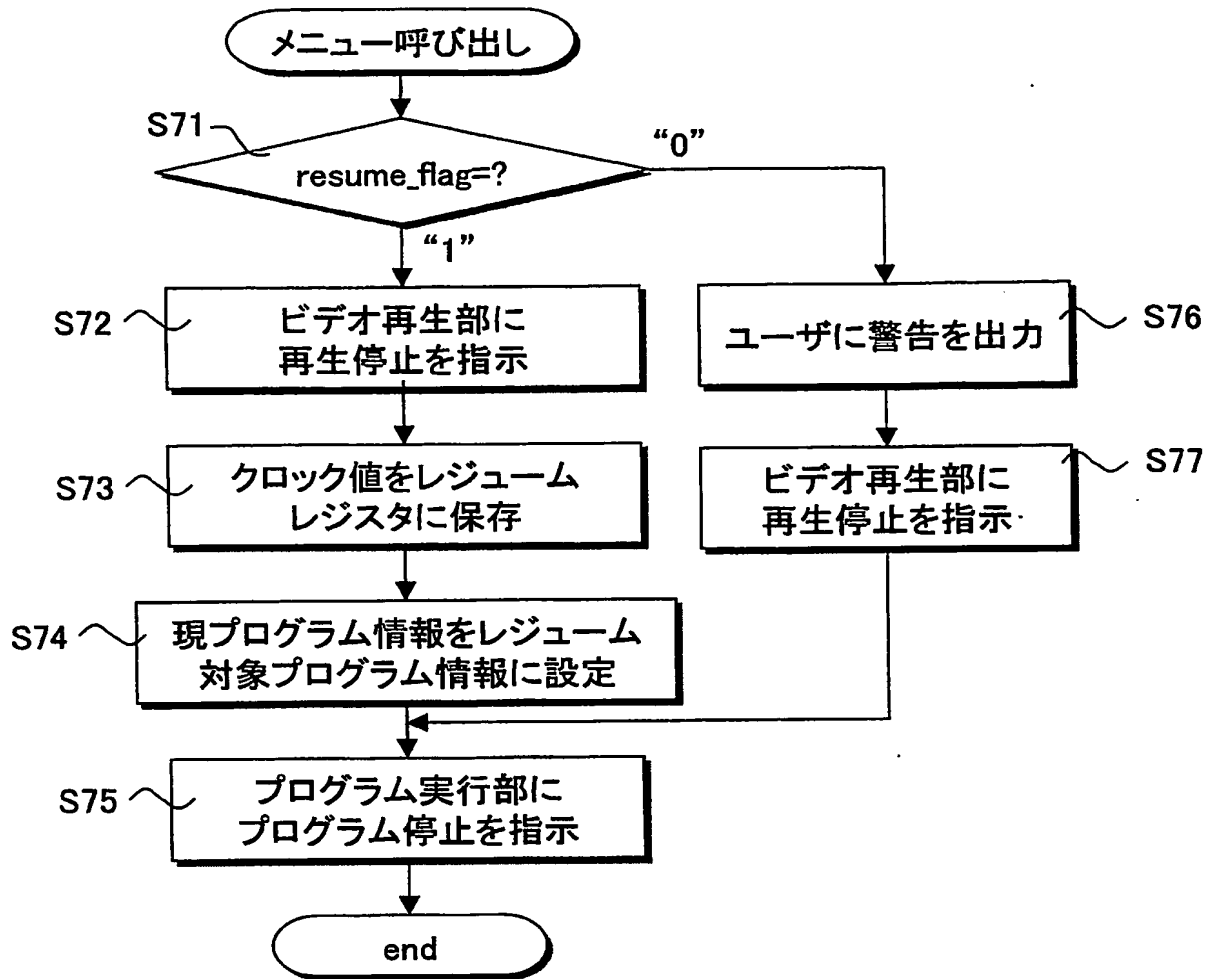 メニュー呼び出し
S71
resume_flag=?
“0”
“1”
S72
ビデオ再生部に
再生停止を指示
S76
ユーザに警告を出力
S73
クロック値をレジューム
レジスタに保存
S77
ビデオ再生部に
再生停止を指示
S74
現プログラム情報をレジューム
対象プログラム情報に設定
S75
プログラム実行部に
プログラム停止を指示
end